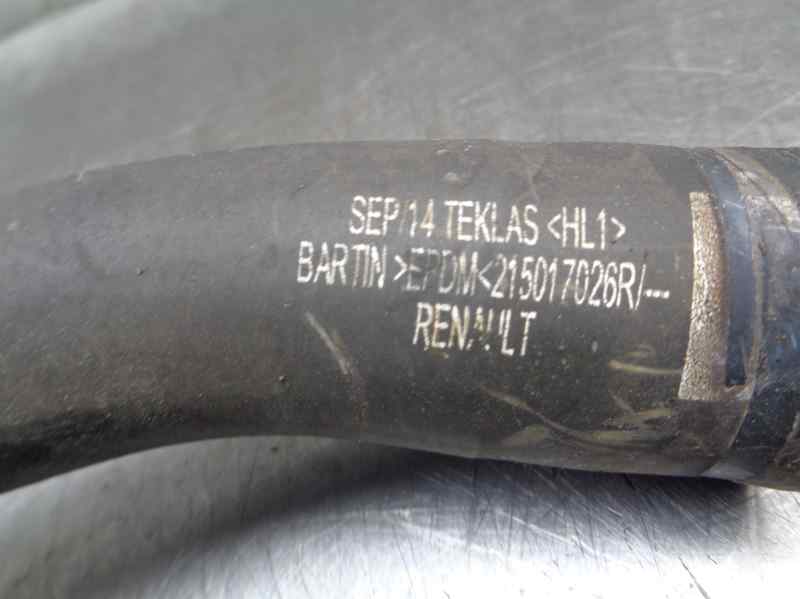 SEP/14 TEKLAS <HL1>
BARTIN >EPDM<215017026R/---
RENAULT